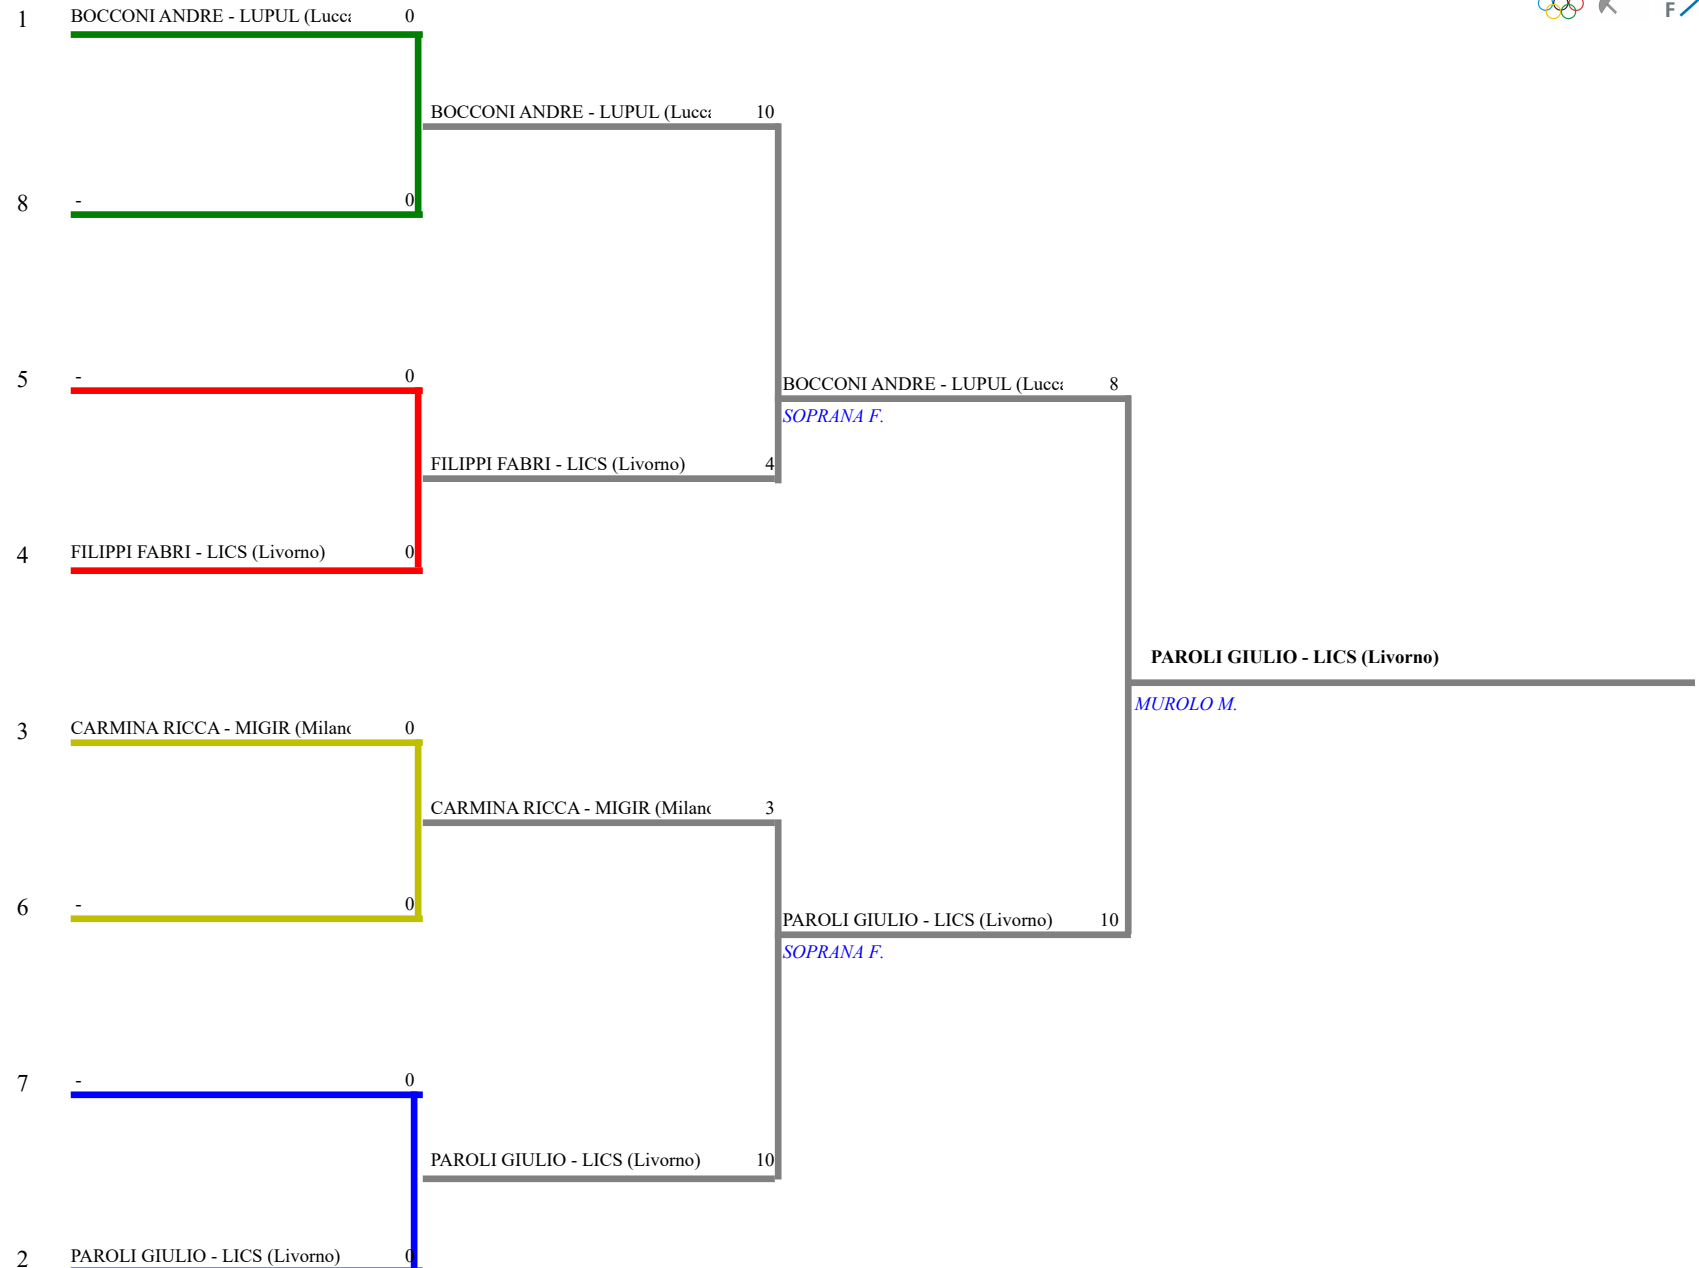 1 BOCCONI ANDRE - LUPUL (Lucca 0
F
BOCCONI ANDRE - LUPUL (Lucca 10
8 - 0
5 - 0
BOCCONI ANDRE - LUPUL (Lucca 8
SOPRANA F.
FILIPPI FABRI - LICS (Livorno) 4
4 FILIPPI FABRI - LICS (Livorno) 0
PAROLI GIULIO - LICS (Livorno)
MUROLO M.
3 CARMINA RICCA - MIGIR (Milano 0
CARMINA RICCA - MIGIR (Milano 3
6 - 0
PAROLI GIULIO - LICS (Livorno) 10
SOPRANA F.
7 - 0
PAROLI GIULIO - LICS (Livorno) 10
2 PAROLI GIULIO - LICS (Livorno) 0